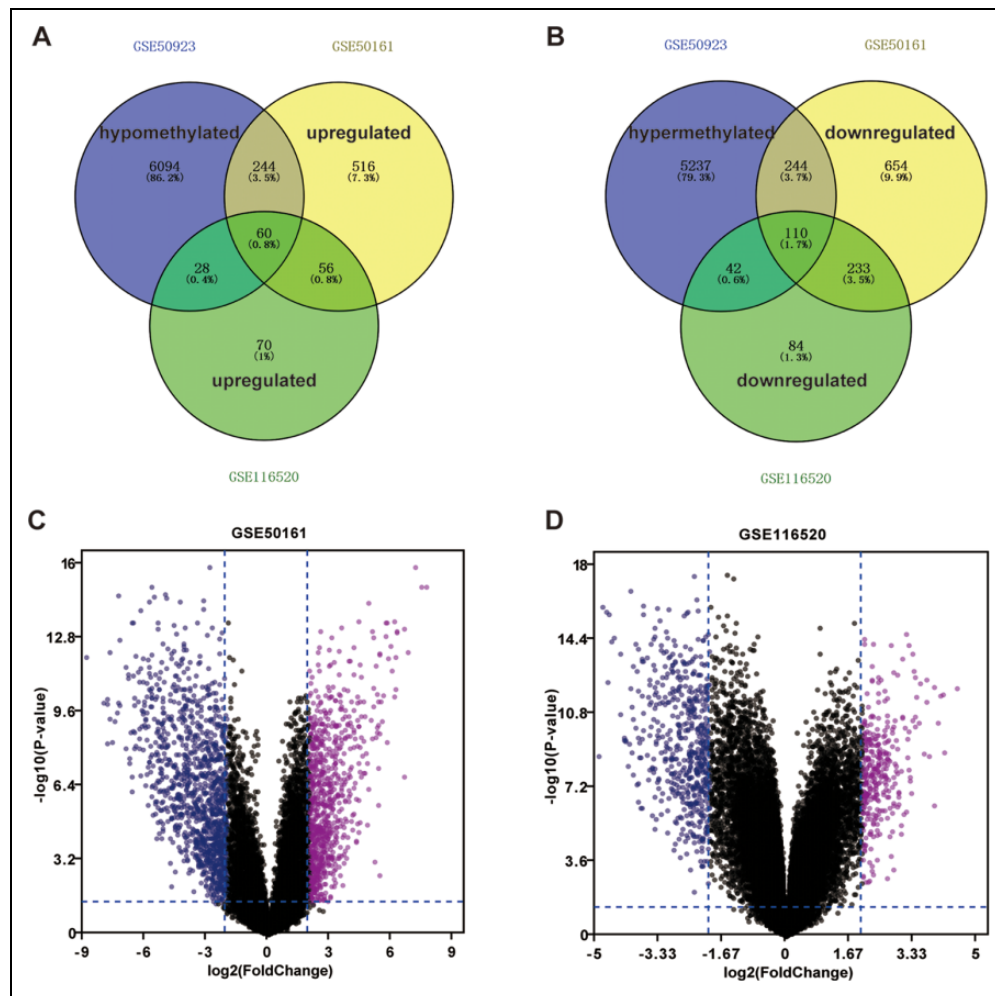 A
GSE50923
GSE50161
hypomethylated
upregulated
6094
(86.2%)
244
(3.5%)
516
(7.3%)
60
(0.8%)
28
(0.4%)
56
(0.8%)
70
(1%)
upregulated
GSE116520
B
GSE50923
GSE50161
hypermethylated
downregulated
5237
(79.3%)
244
(3.7%)
654
(9.9%)
110
(1.7%)
42
(0.6%)
233
(3.5%)
84
(1.3%)
downregulated
GSE116520
C
GSE50161
-log10(P-value)
16
12.8
9.6
6.4
3.2
0
-9
-6
-3
0
3
6
9
log2(FoldChange)
D
GSE116520
-log10(P-value)
18
14.4
10.8
7.2
3.6
0
-5
-3.33
-1.67
0
1.67
3.33
5
log2(FoldChange)